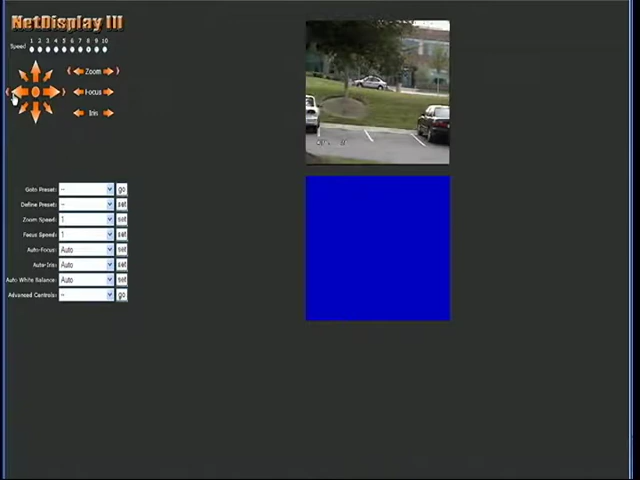 NetDisplay III
Speed 1 2 3 4 5 6 7 8 9 10
Zoom
Focus
Iris
Goto Preset: -- go
Define Preset: -- set
Zoom Speed: 1 set
Focus Speed: 1 set
Auto-Focus: Auto set
Auto-Iris: Auto set
Auto White Balance: Auto set
Advanced Controls: -- go